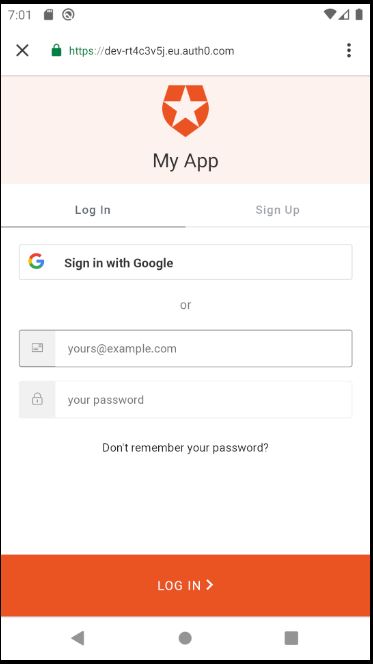 7:01
https://dev-rt4c3v5j.eu.auth0.com
My App
Log In
Sign Up
G Sign in with Google
or
yours@example.com
your password
Don't remember your password?
LOG IN